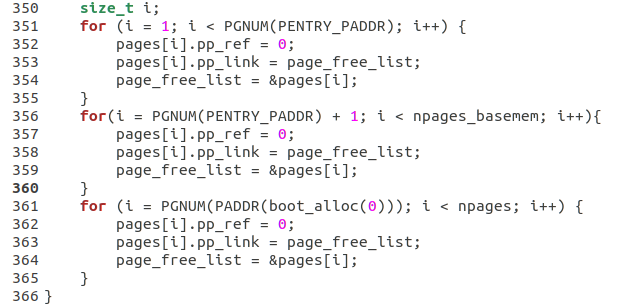 350    size_t i;
351    for (i = 1; i < PGNUM(PENTRY_PADDR); i++) {
352        pages[i].pp_ref = 0;
353        pages[i].pp_link = page_free_list;
354        page_free_list = &pages[i];
355    }
356    for(i = PGNUM(PENTRY_PADDR) + 1; i < npages_basemem; i++){
357        pages[i].pp_ref = 0;
358        pages[i].pp_link = page_free_list;
359        page_free_list = &pages[i];
360    }
361    for (i = PGNUM(PADDR(boot_alloc(0))); i < npages; i++) {
362        pages[i].pp_ref = 0;
363        pages[i].pp_link = page_free_list;
364        page_free_list = &pages[i];
365    }
366 }